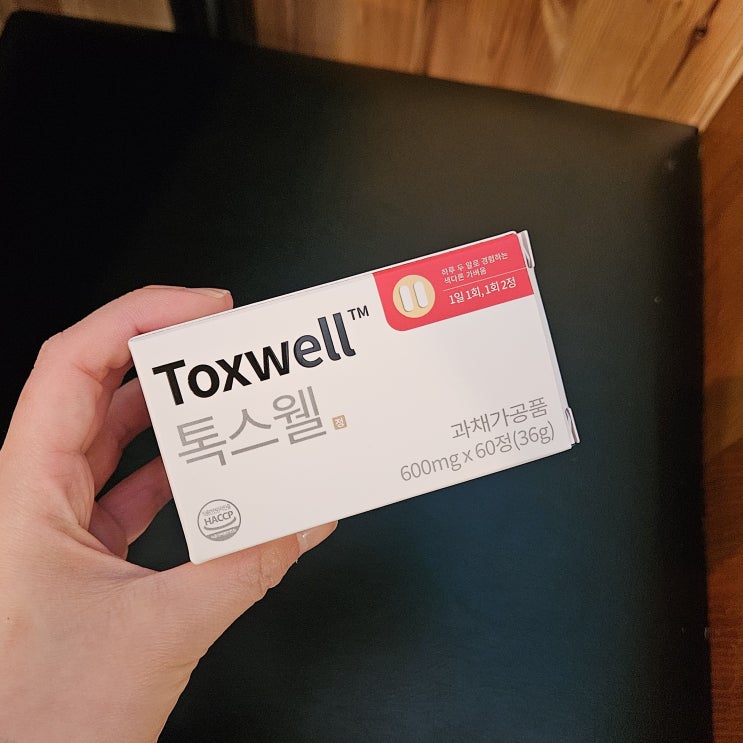 하루 두 알로 경험하는
색다른 가벼움
1일 1회, 1회 2정
Toxwell™
톡스웰 정
과채가공품
600mg x 60정(36g)
HACCP